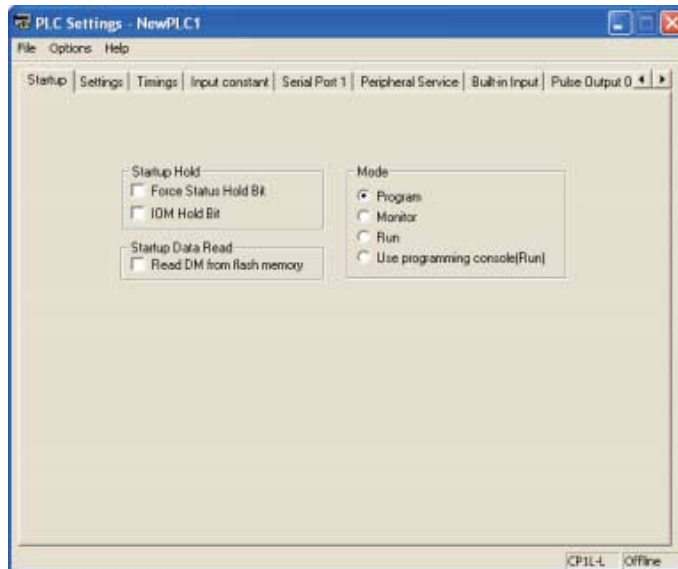 PLC Settings - NewPLC1
File Options Help
Startup Settings Timings Input constant Serial Port 1 Peripheral Service Built-in Input Pulse Output 0
Startup Hold
Force Status Hold Bit
IOM Hold Bit
Startup Data Read
Read DM from flash memory
Mode
Program
Monitor
Run
Use programming console(Run)
CP1L-L Offline